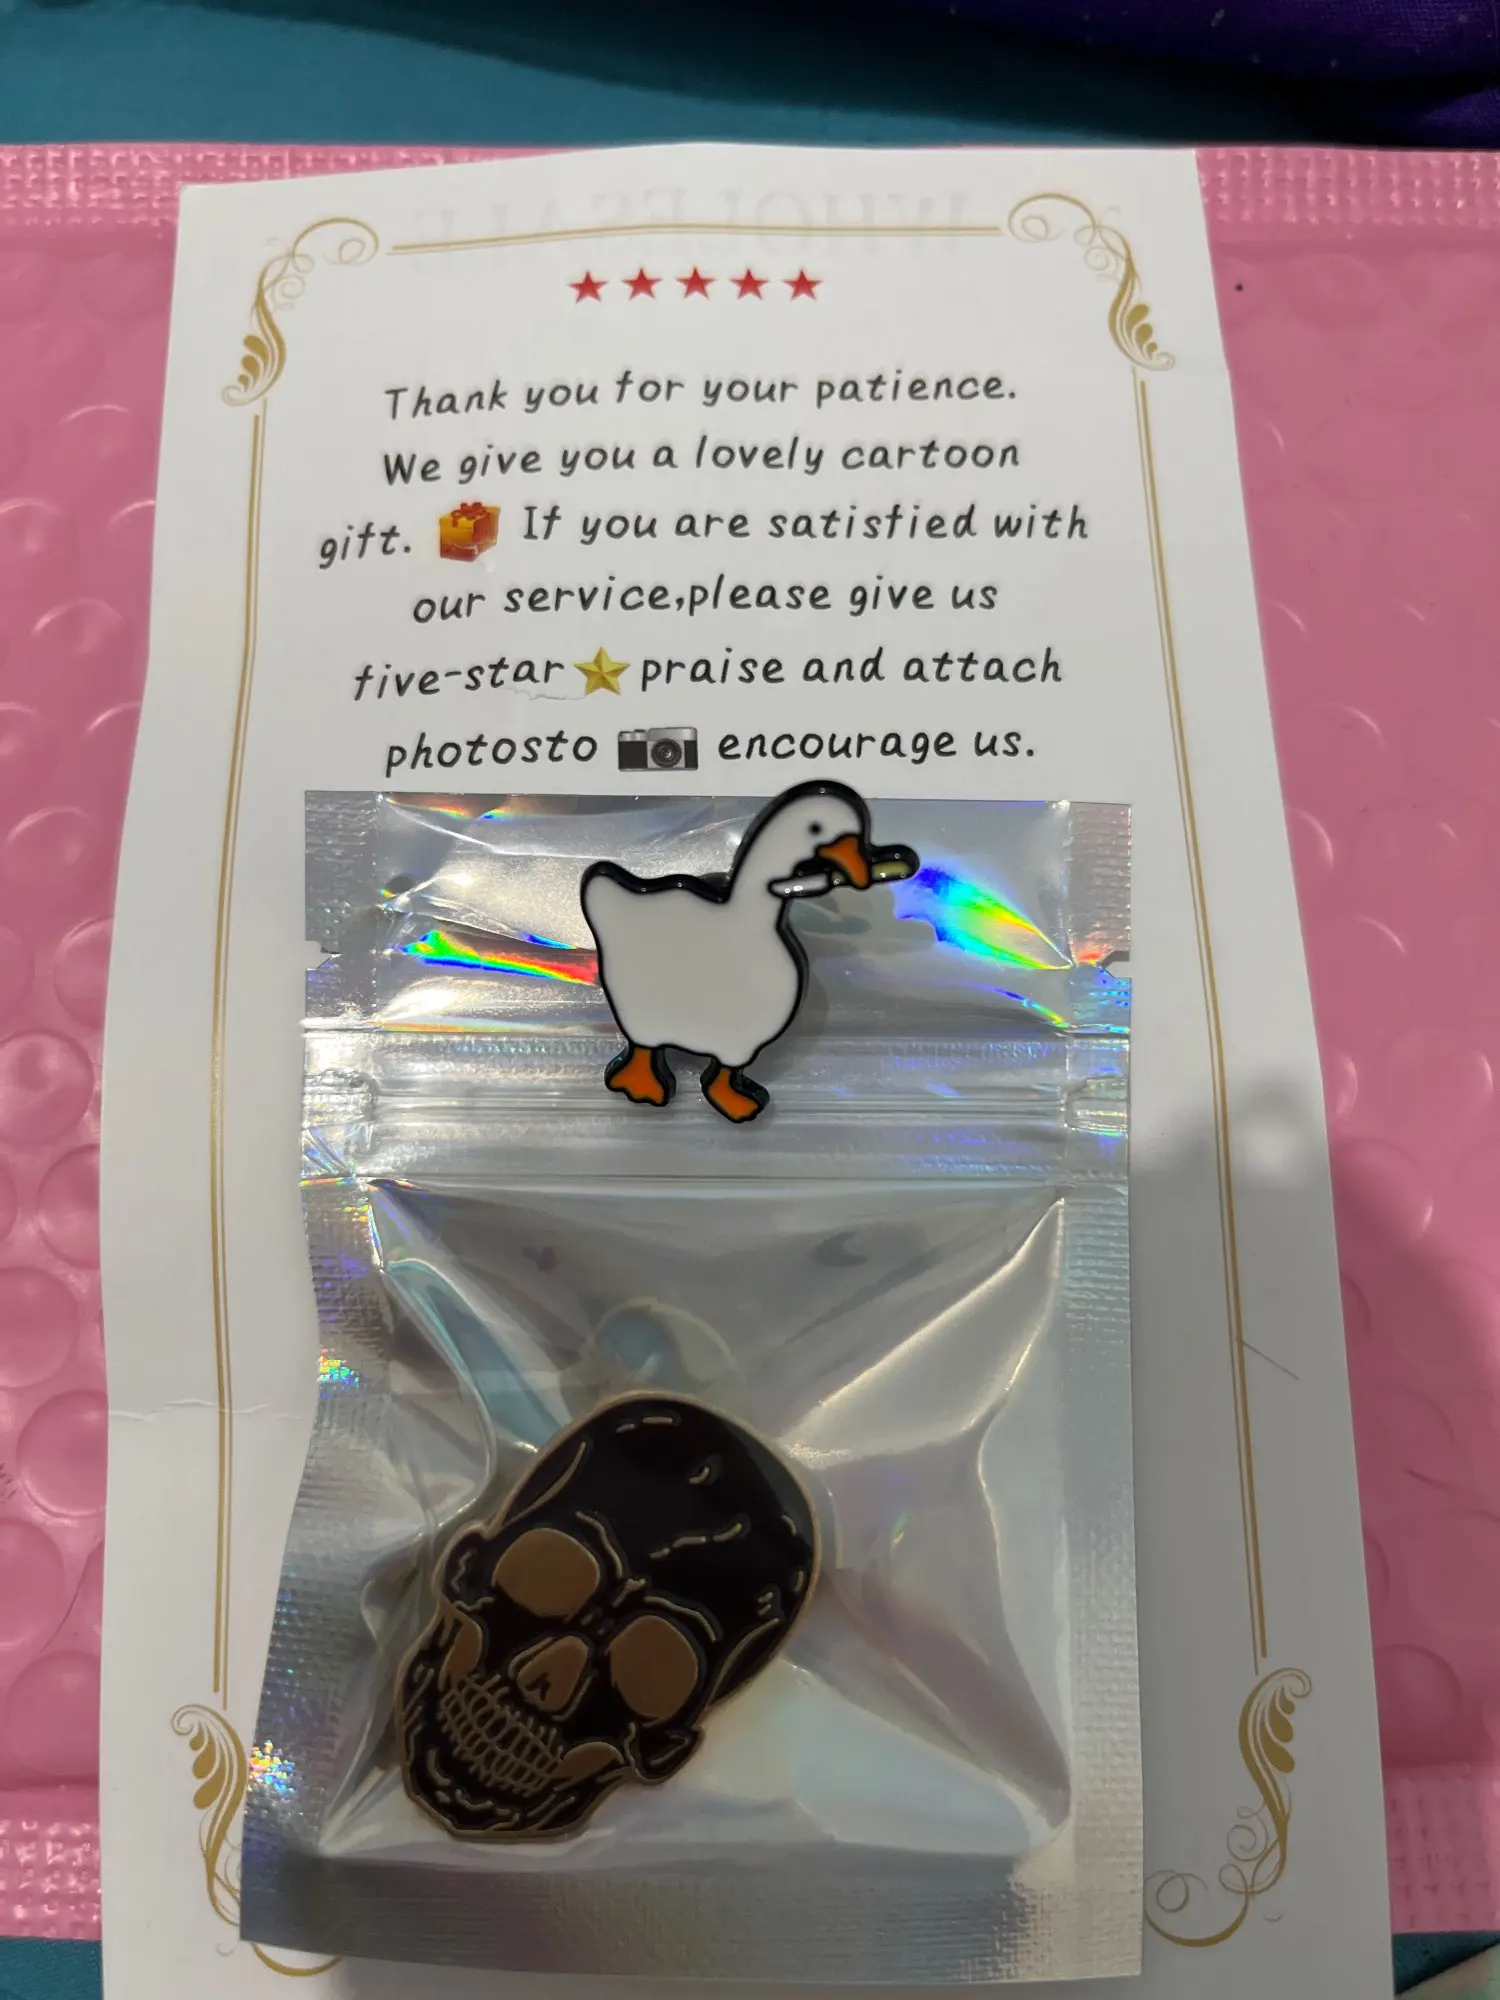 WHOLESALE
★★★★★
Thank you for your patience.
We give you a lovely cartoon
gift. 🎁 If you are satisfied with
our service,please give us
five-star ⭐ praise and attach
photosto 📷 encourage us.